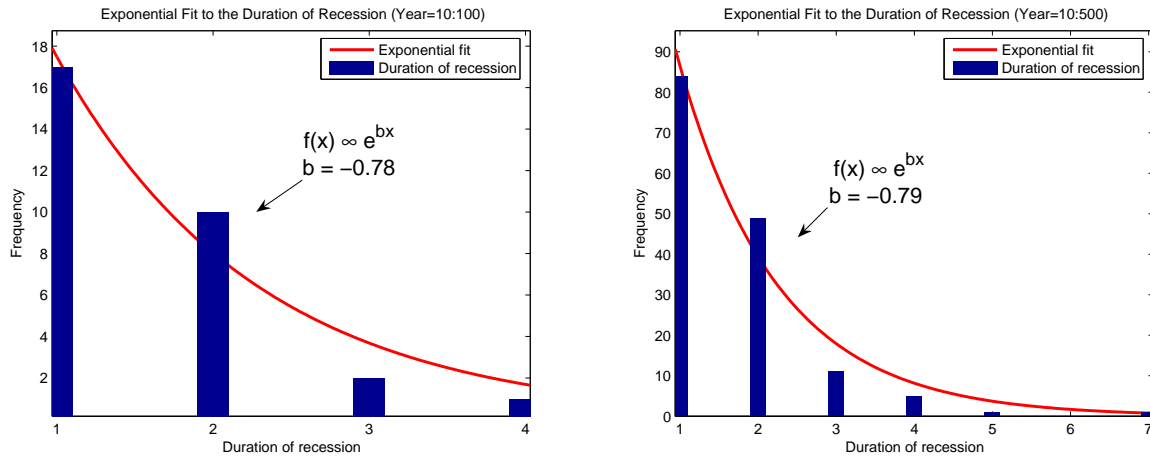 Exponential Fit to the Duration of Recession (Year=10:100)
18
16
14
12
10
8
6
4
2
Frequency
Exponential fit
Duration of recession
f(x) ∞ e^bx
b = −0.78
1 2 3 4
Duration of recession
Exponential Fit to the Duration of Recession (Year=10:500)
90
80
70
60
50
40
30
20
10
0
Frequency
Exponential fit
Duration of recession
f(x) ∞ e^bx
b = −0.79
1 2 3 4 5 6 7
Duration of recession